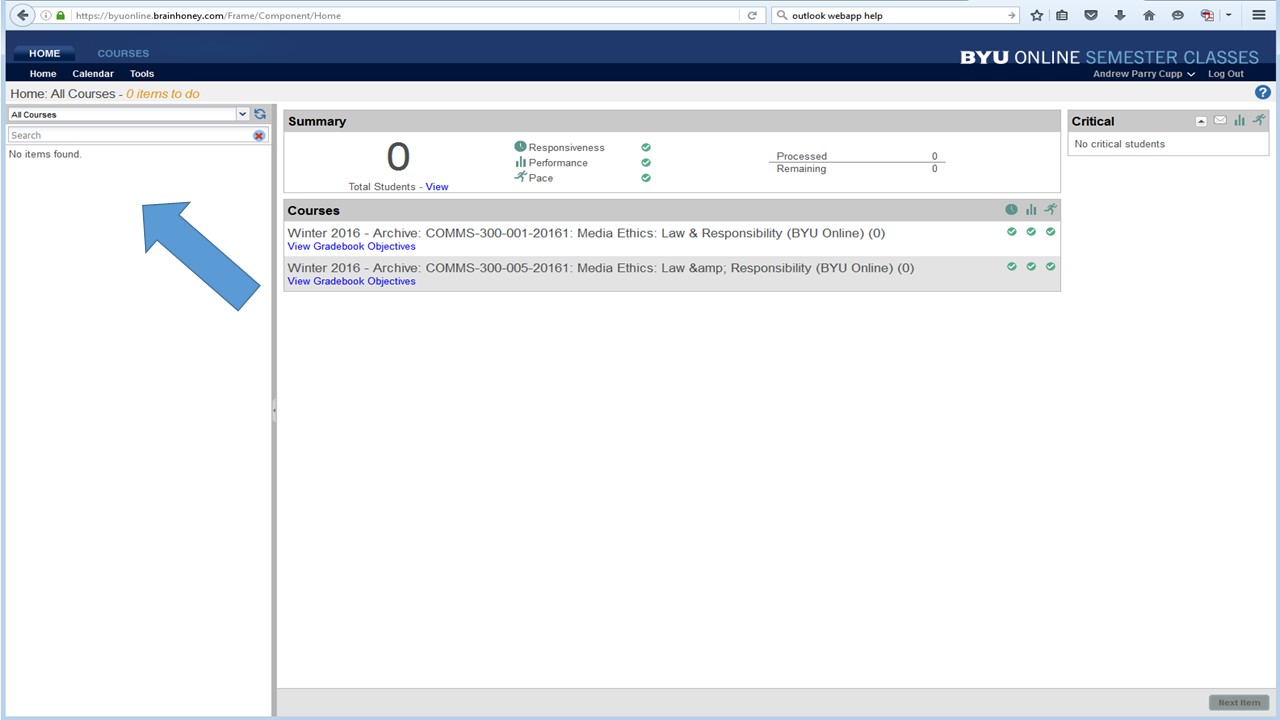 https://byuonline.brainhoney.com/Frame/Component/Home
outlook webapp help
HOME COURSES
BYU ONLINE SEMESTER CLASSES
Home Calendar Tools
Andrew Parry Cupp Log Out
Home: All Courses - 0 items to do
All Courses
Search
No items found.
Summary
0
Total Students - View
Responsiveness
Performance
Pace
Processed 0
Remaining 0
Courses
Winter 2016 - Archive: COMMS-300-001-20161: Media Ethics: Law & Responsibility (BYU Online) (0)
View Gradebook Objectives
Winter 2016 - Archive: COMMS-300-005-20161: Media Ethics: Law &amp; Responsibility (BYU Online) (0)
View Gradebook Objectives
Critical
No critical students
Next Item